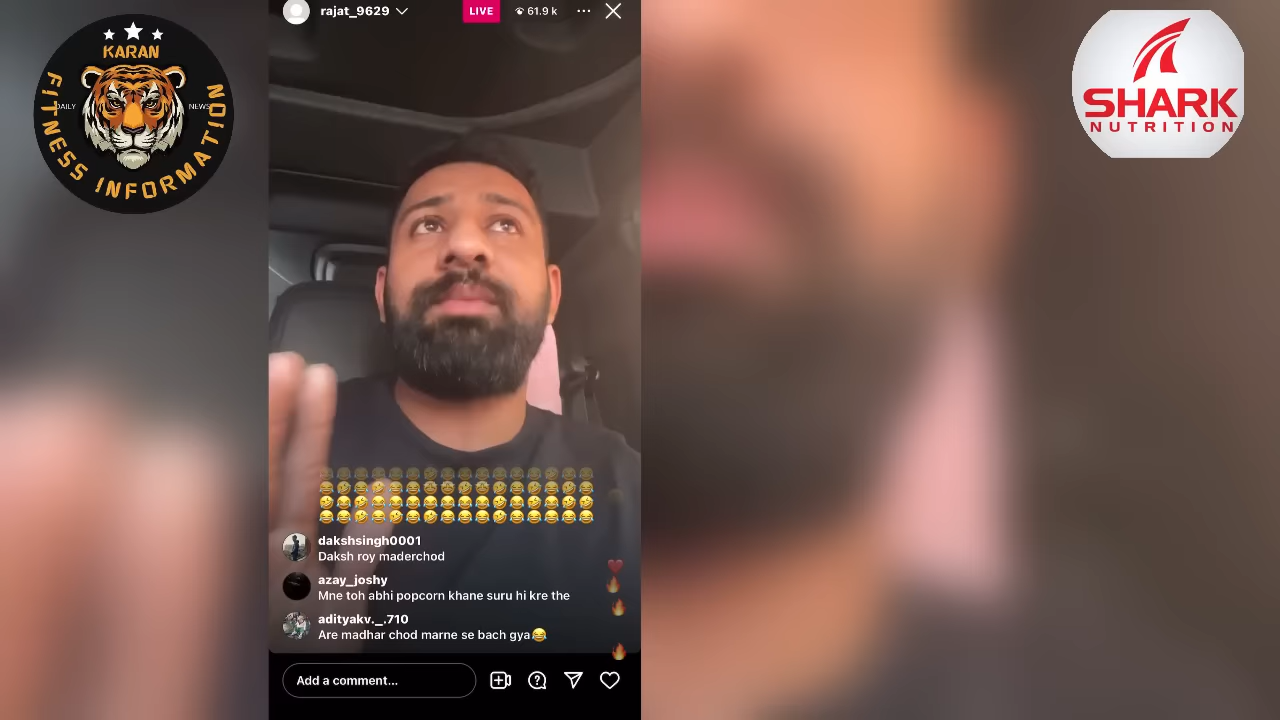 KARAN
DAILY
NEWS
FITNESS INFORMATION
rajat_9629
LIVE
61.9 k
SHARK
NUTRITION
😂🤣😂🤣😂😂🤣😂😂😂🤣😂😂🤣🤣😂
dakshsingh0001
Daksh roy maderchod
azay_joshy
Mne toh abhi popcorn khane suru hi kre the
adityakv._.710
Are madhar chod marne se bach gya😂
Add a comment...